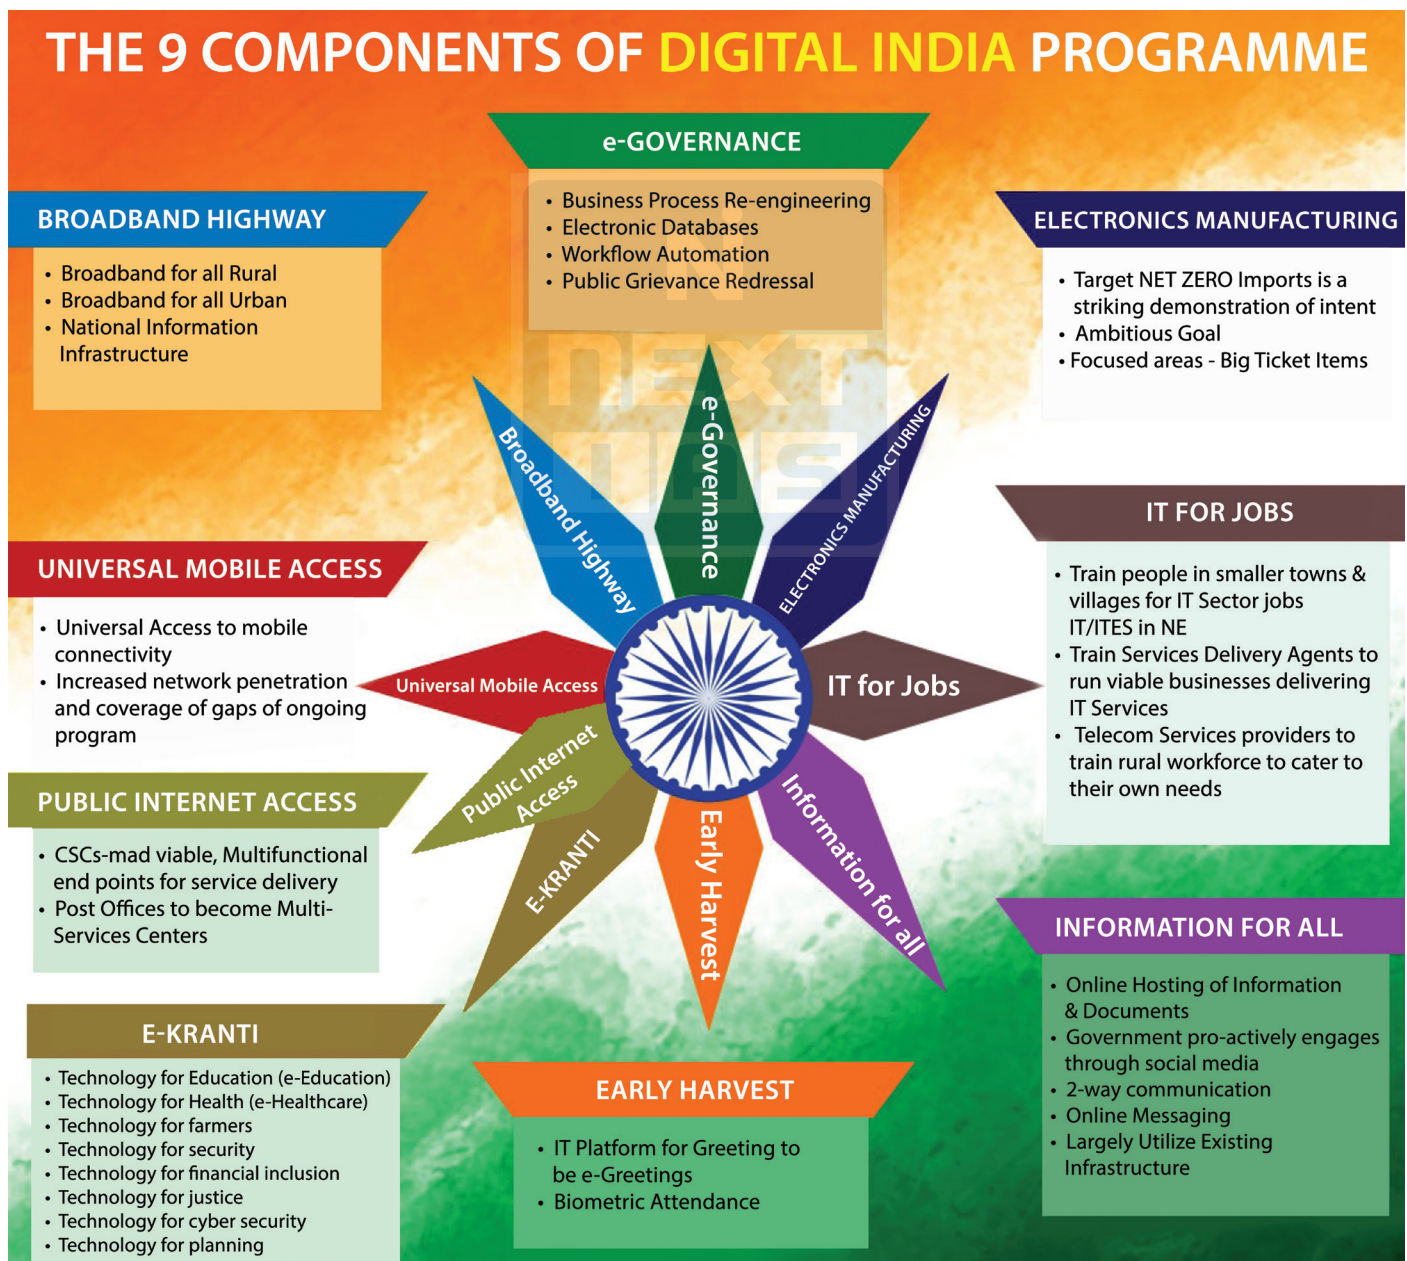 THE 9 COMPONENTS OF DIGITAL INDIA PROGRAMME
e-GOVERNANCE
• Business Process Re-engineering
• Electronic Databases
• Workflow Automation
• Public Grievance Redressal
BROADBAND HIGHWAY
• Broadband for all Rural
• Broadband for all Urban
• National Information
Infrastructure
ELECTRONICS MANUFACTURING
• Target NET ZERO Imports is a
striking demonstration of intent
• Ambitious Goal
• Focused areas - Big Ticket Items
N
NEXT
IAS
Broadband Highway
e-Governance
ELECTRONICS MANUFACTURING
UNIVERSAL MOBILE ACCESS
• Universal Access to mobile
connectivity
• Increased network penetration
and coverage of gaps of ongoing
program
Universal Mobile Access
IT for Jobs
IT FOR JOBS
• Train people in smaller towns &
villages for IT Sector jobs
IT/ITES in NE
• Train Services Delivery Agents to
run viable businesses delivering
IT Services
• Telecom Services providers to
train rural workforce to cater to
their own needs
Public Internet
Access
E-KRANTI
Early Harvest
Information for all
PUBLIC INTERNET ACCESS
• CSCs-mad viable, Multifunctional
end points for service delivery
• Post Offices to become Multi-
Services Centers
INFORMATION FOR ALL
• Online Hosting of Information
& Documents
• Government pro-actively engages
through social media
• 2-way communication
• Online Messaging
• Largely Utilize Existing
Infrastructure
E-KRANTI
• Technology for Education (e-Education)
• Technology for Health (e-Healthcare)
• Technology for farmers
• Technology for security
• Technology for financial inclusion
• Technology for justice
• Technology for cyber security
• Technology for planning
EARLY HARVEST
• IT Platform for Greeting to
be e-Greetings
• Biometric Attendance